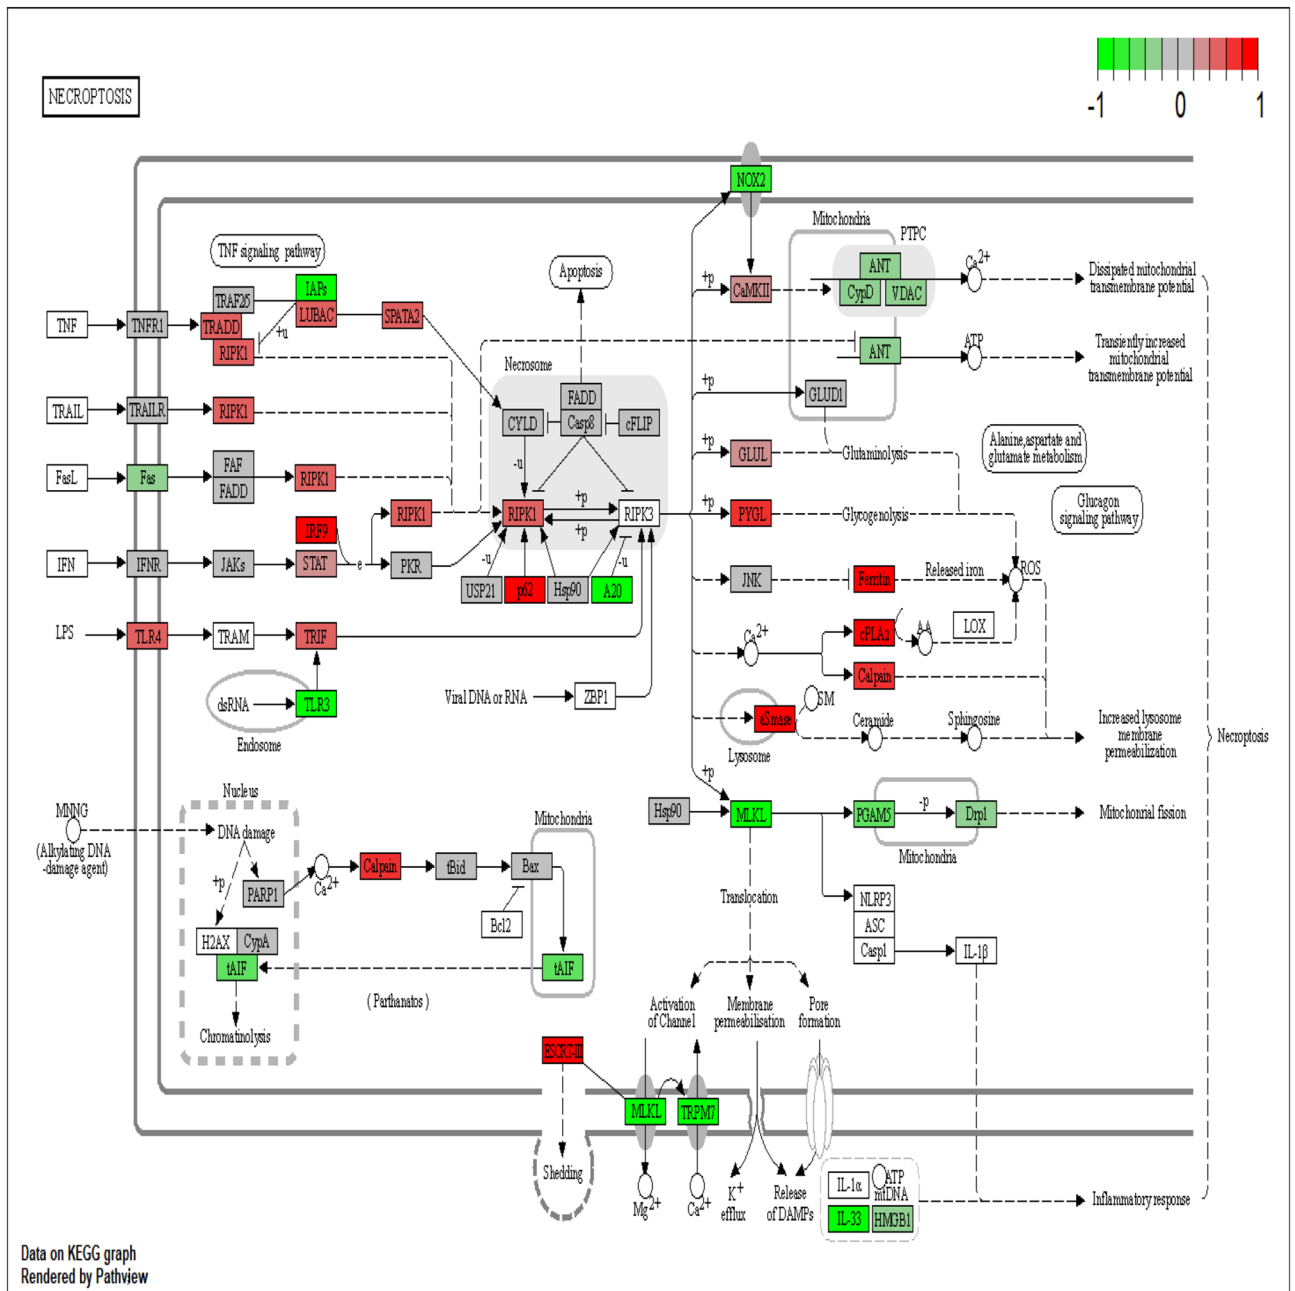 -1
0
1
NECROPTOSIS
NOX2
Mitochondria
PTPC
TNF signaling pathway
Apoptosis
ANT
Ca2+
CypD
VDAC
+p
CaMKII
Dissipated mitochondrial
transmembrane potential
TRAF2/5
IAPs
LUBAC
SPATA2
TNF
TNFR1
TRADD
+u
RIPK1
ANT
ATP
Transiently increased
mitochondrial
transmembrane potential
Necrosome
+p
GLUD1
FADD
CYLD
Casp8
cFLIP
TRAIL
TRAILR
RIPK1
-u
+p
GLUL
Glutaminolysis
Alanine,aspartate and
glutamate metabolism
FasL
Fas
FAF
FADD
RIPK1
Glucagon
signaling pathway
RIPK1
RIPK1
+p
+p
RIPK3
+p
PYGL
Glycogenolysis
IRF9
IFN
IFNR
JAKs
STAT
e
PKR
-u
-u
USP21
p62
Hsp90
A20
JNK
Ferritin
Released iron
ROS
LPS
TLR4
TRAM
TRIF
Ca2+
cPLA2
AA
LOX
Calpain
dsRNA
TLR3
Endosome
Viral DNA or RNA
ZBP1
SM
aSmase
Lysosome
Ceramide
Sphingosine
Increased lysosome
membrane
permeabilization
Necroptosis
+p
Hsp90
MLKL
PGAM5
-p
Drp1
Mitochonrial fission
Mitochondria
MNNG
(Alkylating DNA
-damage agent)
Nucleus
DNA damage
+p
PARP1
Ca2+
Calpain
tBid
Bax
Mitochondria
Bcl2
H2AX
CypA
tAIF
tAIF
(Parthanatos)
Chromatinolysis
Translocation
NLRP3
ASC
Casp1
IL-1β
Activation
of Channel
Membrane
permeabilisation
Pore
formation
ESCRT-III
MLKL
TRPM7
Shedding
Mg2+
Ca2+
K+
efflux
Release
of DAMPs
IL-1α
ATP
mtDNA
IL-33
HMGB1
Inflammatory response
Data on KEGG graph
Rendered by Pathview